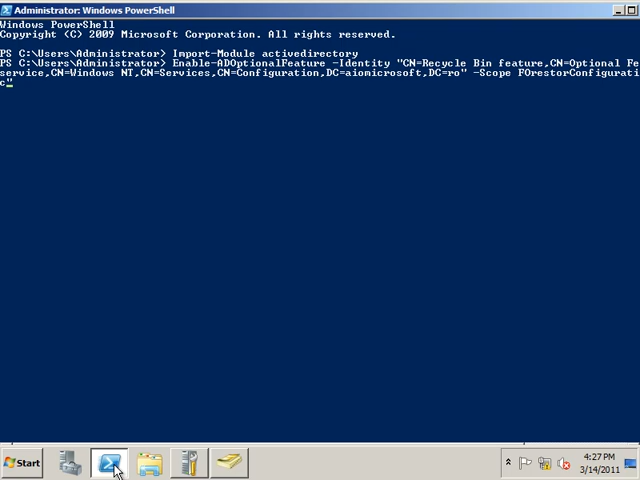 Administrator: Windows PowerShell
Windows PowerShell
Copyright (C) 2009 Microsoft Corporation. All rights reserved.
PS C:\Users\Administrator> Import-Module activedirectory
PS C:\Users\Administrator> Enable-ADOptionalFeature -Identity "CN=Recycle Bin feature,CN=Optional Fe
service,CN=Windows NT,CN=Services,CN=Configuration,DC=aiomicrosoft,DC=ro" -Scope FOrestorConfigurati
c"
Start
4:27 PM
3/14/2011